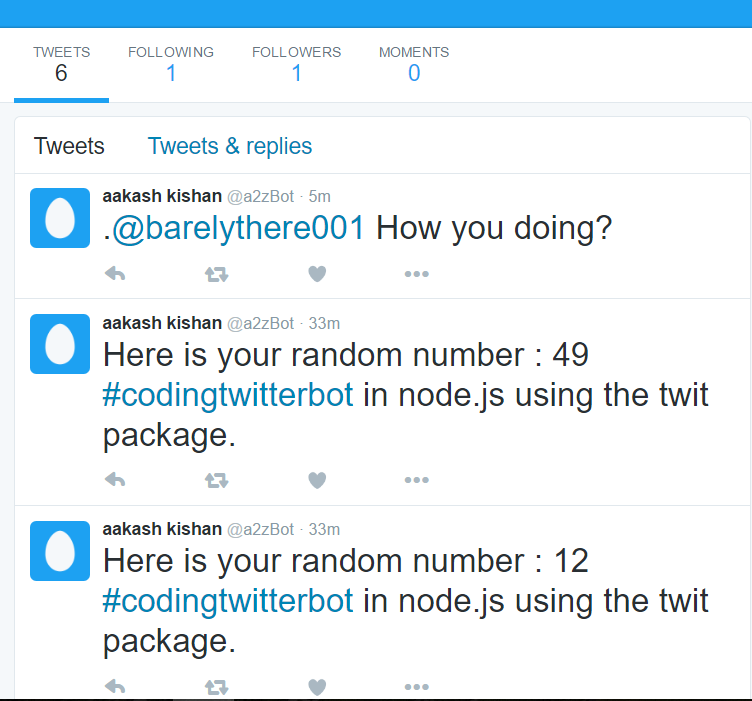 TWEETS FOLLOWING FOLLOWERS MOMENTS
6 1 1 0
Tweets Tweets & replies
aakash kishan @a2zBot · 5m
.@barelythere001 How you doing?
aakash kishan @a2zBot · 33m
Here is your random number : 49
#codingtwitterbot in node.js using the twit
package.
aakash kishan @a2zBot · 33m
Here is your random number : 12
#codingtwitterbot in node.js using the twit
package.